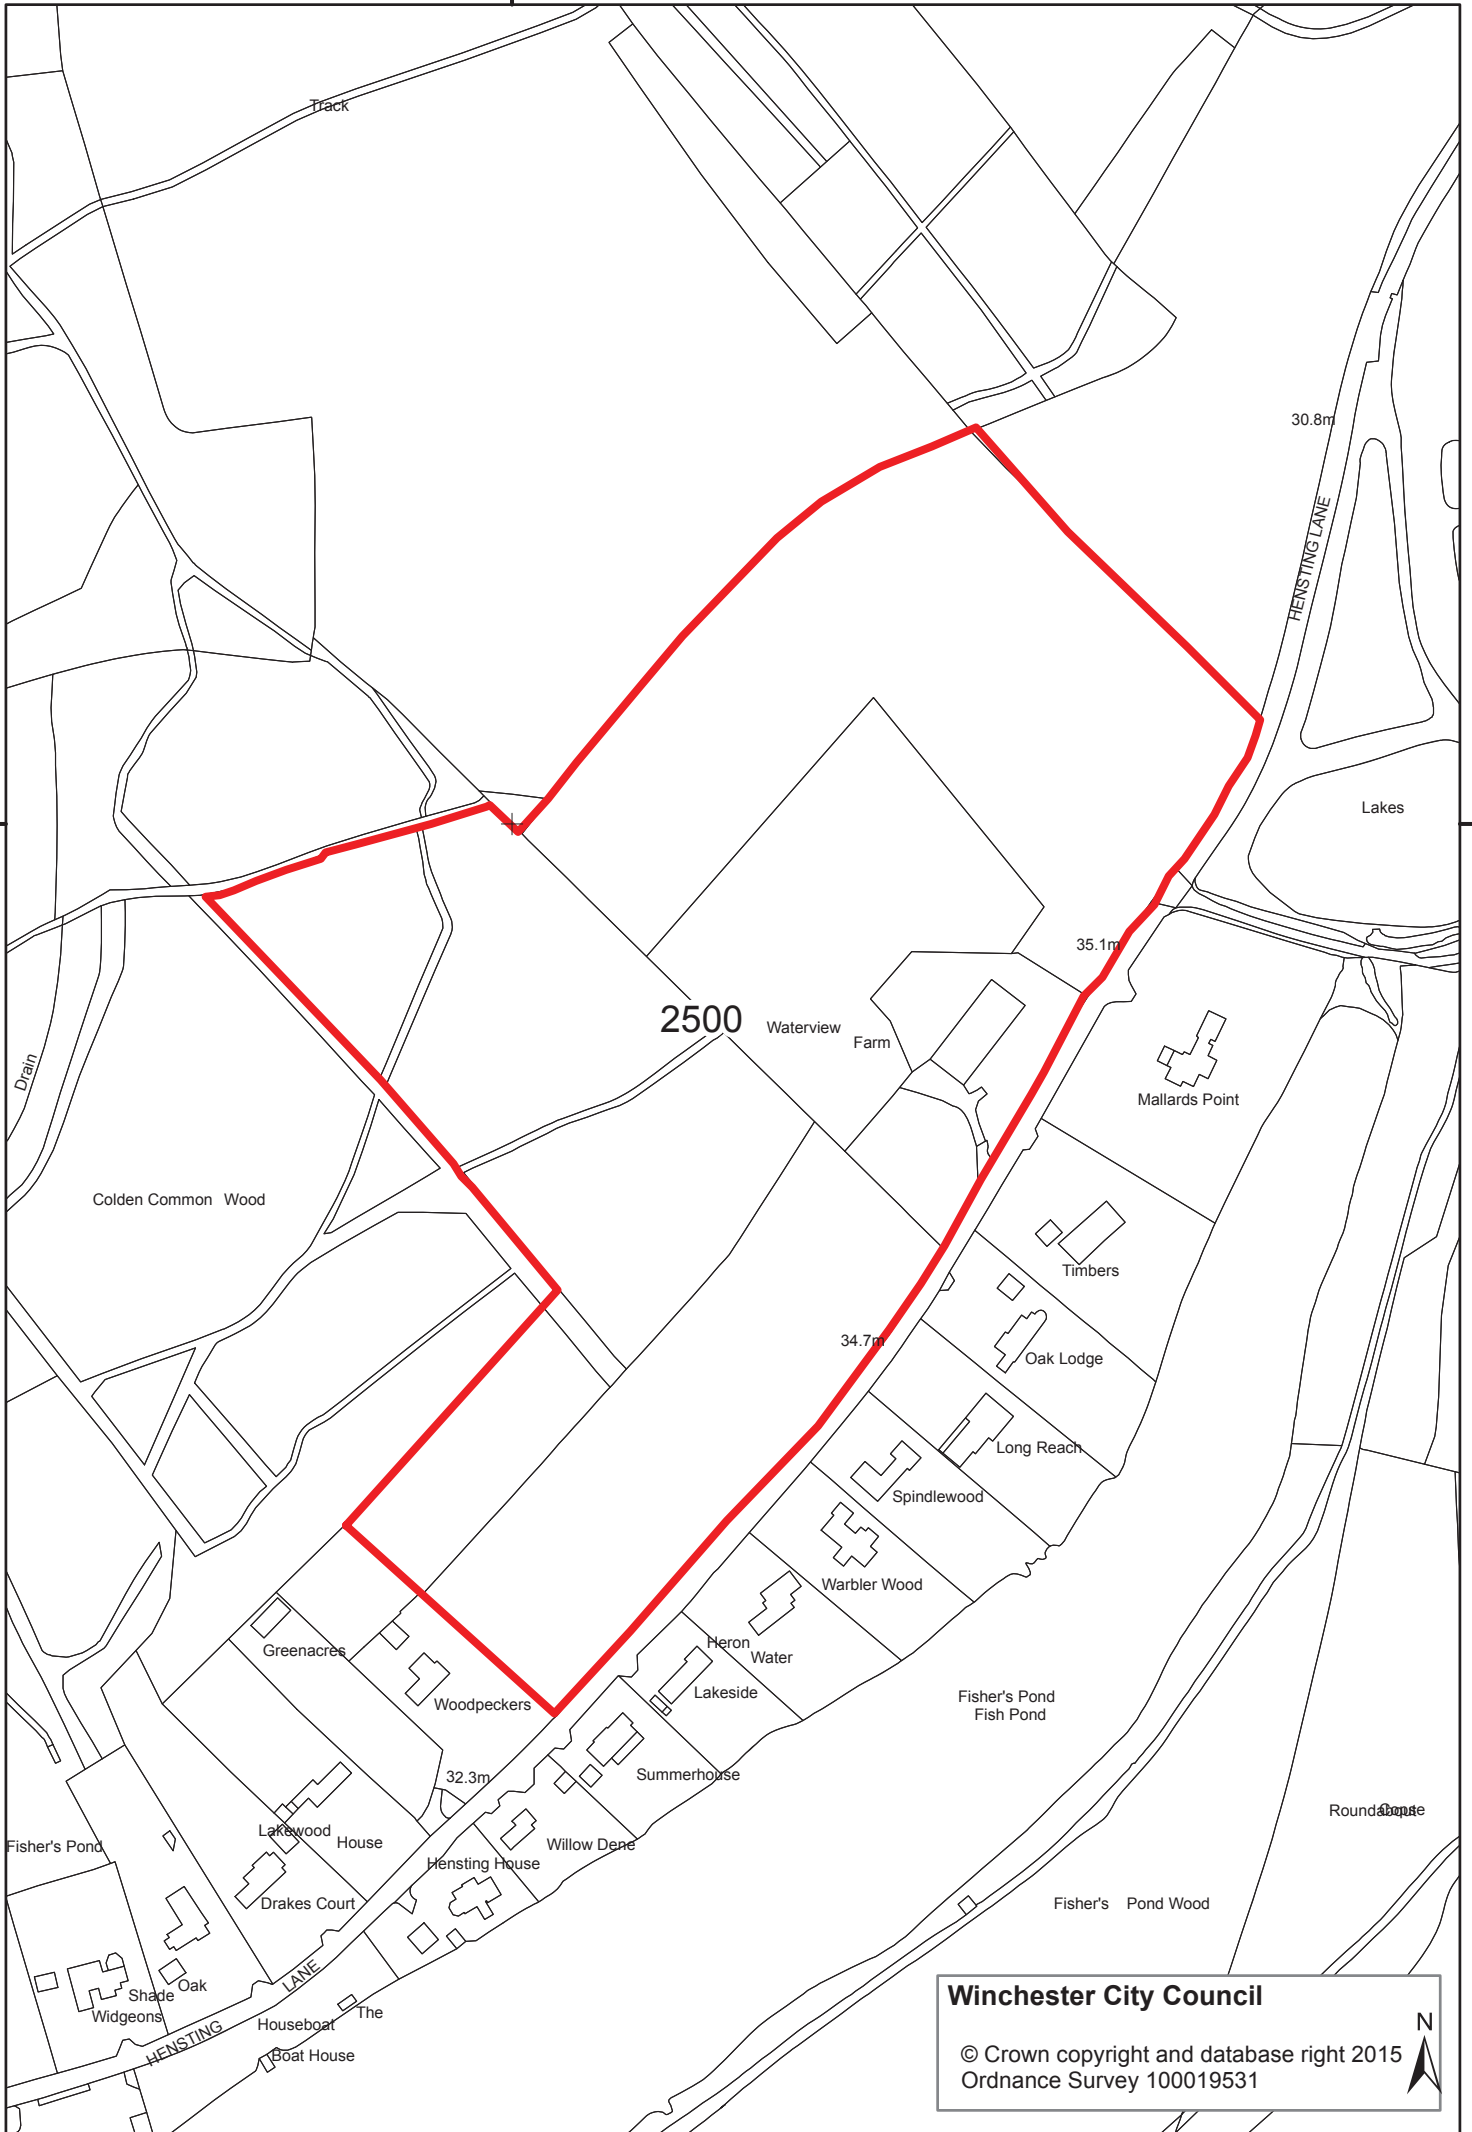 Track
30.8m
HENSTING LANE
Lakes
35.1m
2500
Waterview
Farm
Drain
Mallards Point
Colden Common Wood
Timbers
34.7m
Oak Lodge
Long Reach
Spindlewood
Warbler Wood
Greenacres
Heron
Water
Lakeside
Woodpeckers
Fisher's Pond
Fish Pond
32.3m
Summerhouse
Roundabout
Copse
Lakewood
House
Fisher's Pond
Willow Dene
Hensting House
Drakes Court
Fisher's Pond Wood
Oak
Shade
Widgeons
HENSTING LANE
The
Houseboat
Boat House
Winchester City Council
N
© Crown copyright and database right 2015
Ordnance Survey 100019531